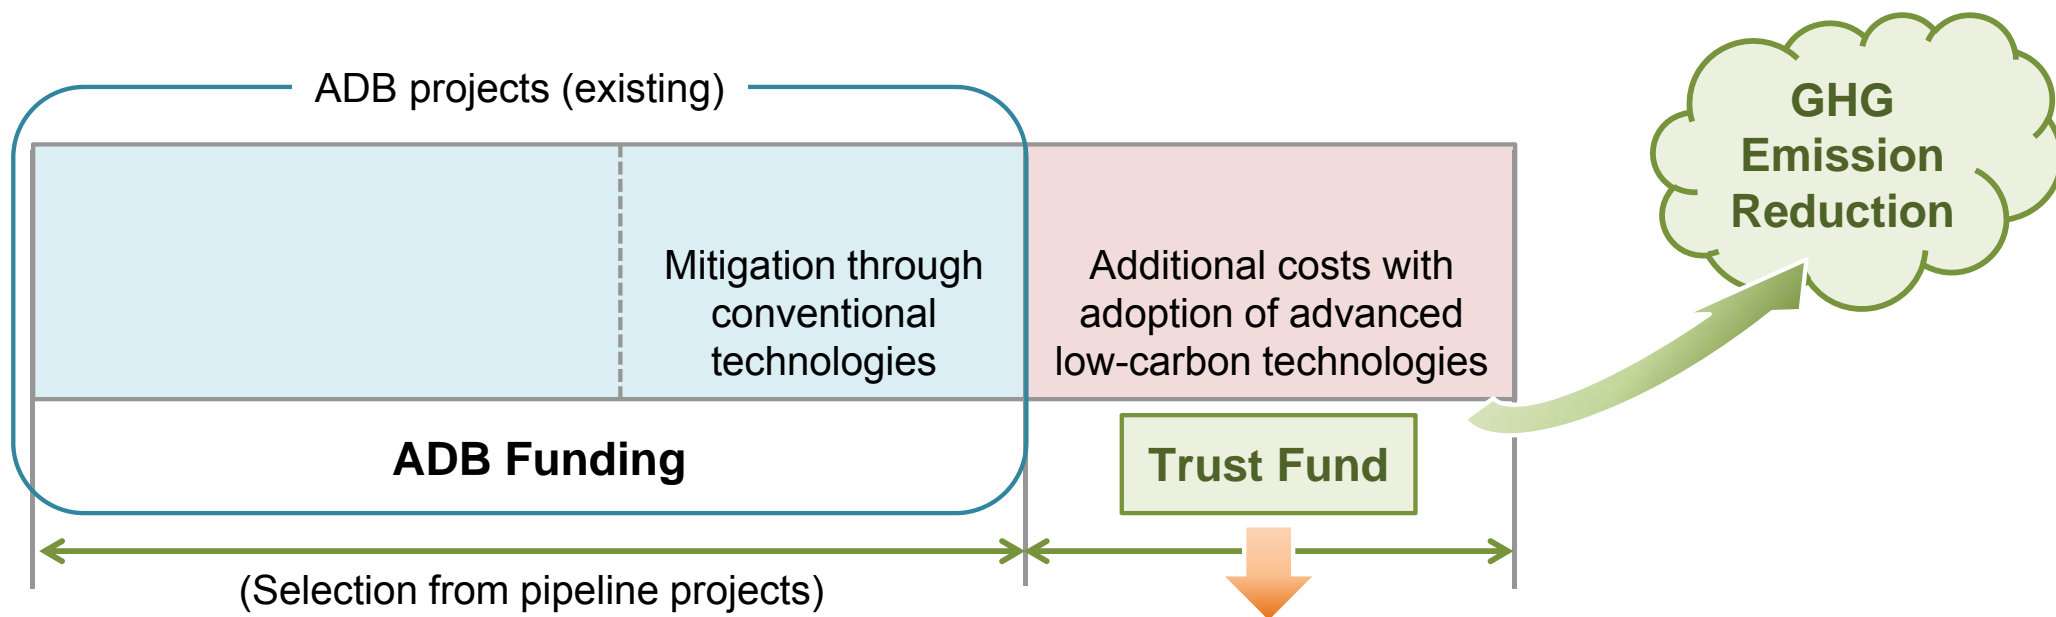 ADB projects (existing)
GHG
Emission
Reduction
Mitigation through
conventional
technologies
Additional costs with
adoption of advanced
low-carbon technologies
ADB Funding
Trust Fund
(Selection from pipeline projects)